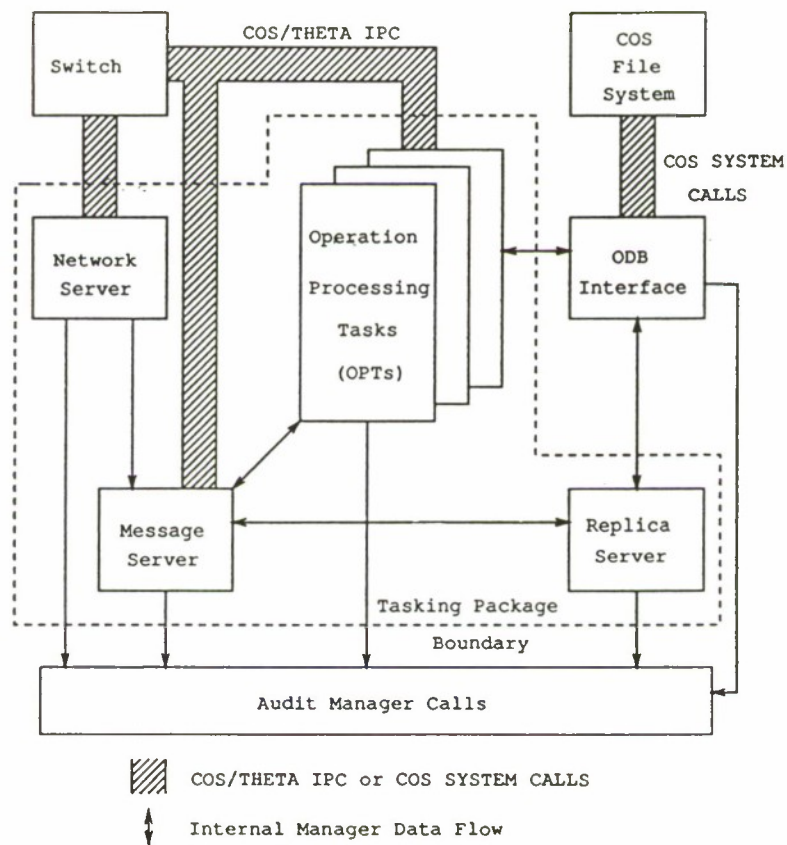 COS/THETA IPC
Switch
COS
File
System
COS SYSTEM
CALLS
Network
Server
Operation
Processing
Tasks
(OPTs)
ODB
Interface
Message
Server
Replica
Server
Tasking Package
Boundary
Audit Manager Calls
COS/THETA IPC or COS SYSTEM CALLS
Internal Manager Data Flow